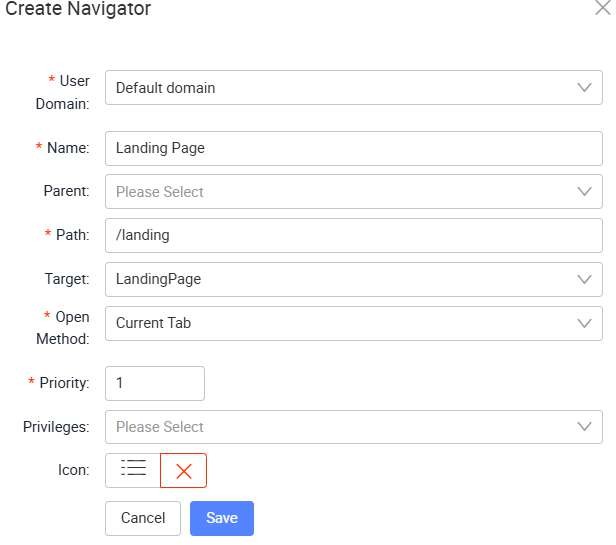 Create Navigator
* User Domain: Default domain
* Name: Landing Page
Parent: Please Select
* Path: /landing
Target: LandingPage
* Open Method: Current Tab
* Priority: 1
Privileges: Please Select
Icon:
Cancel Save